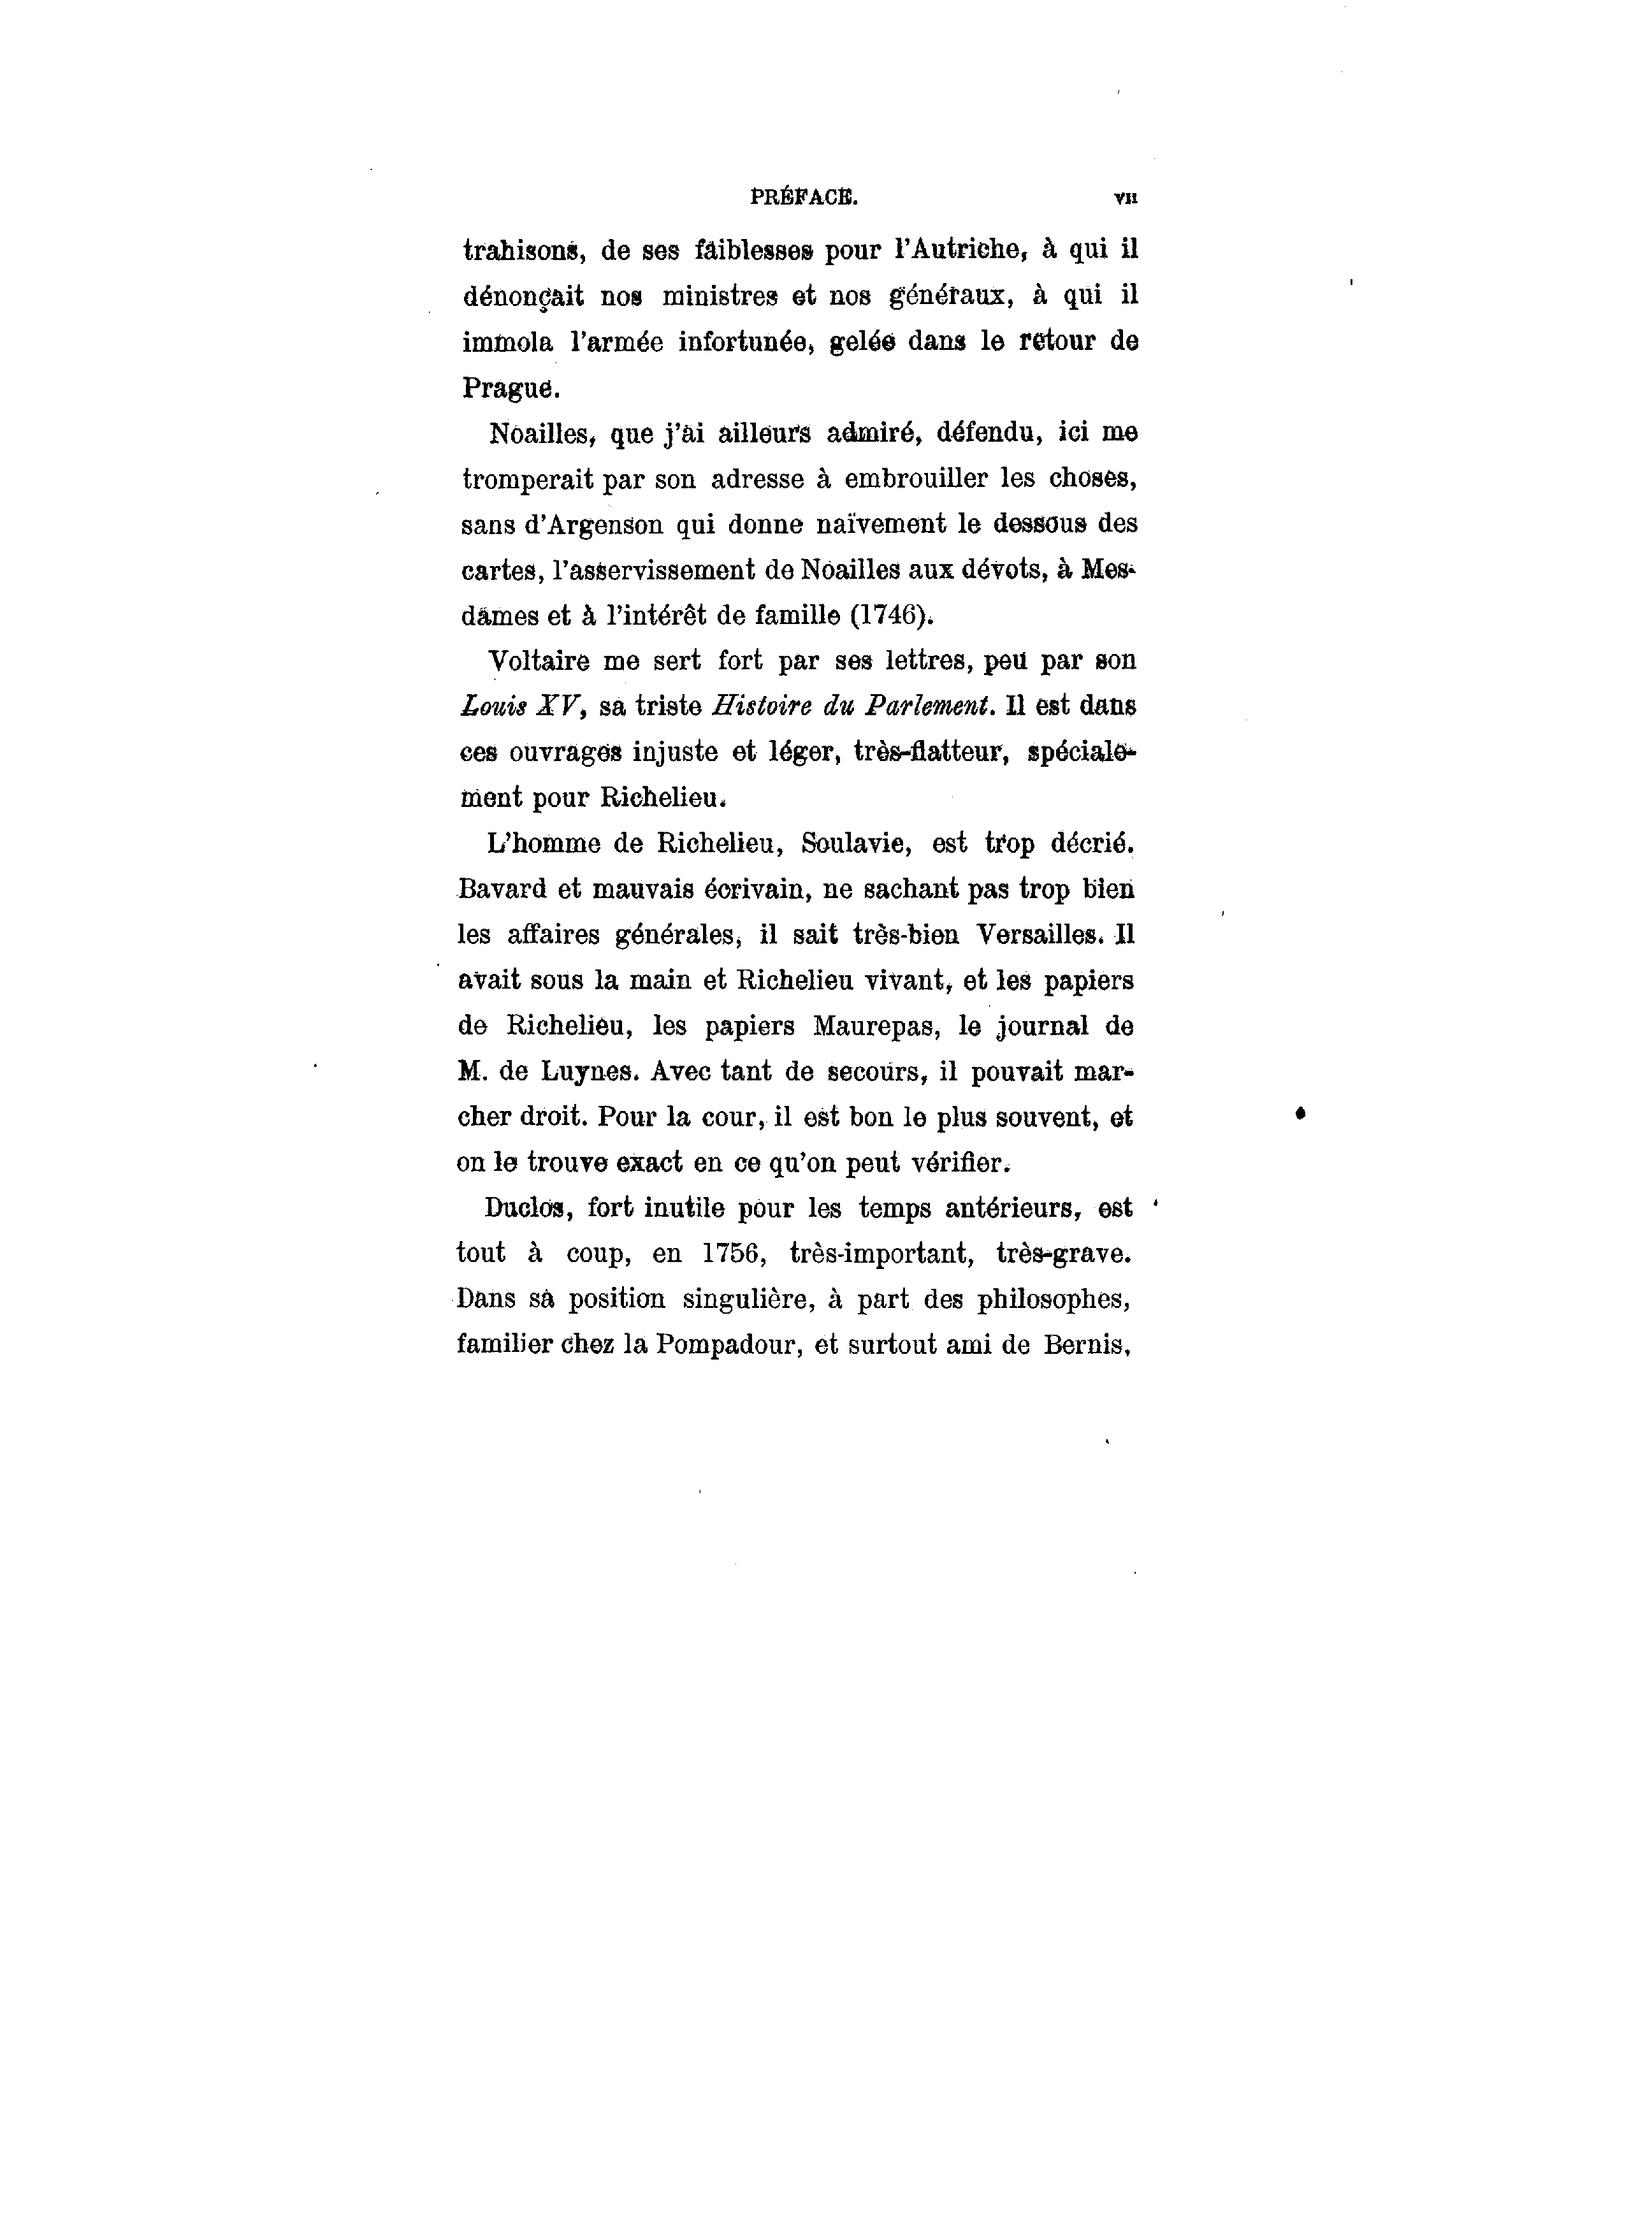 PRÉFACE. VII
trahisons, de ses faiblesses pour l'Autriche, à qui il
dénonçait nos ministres et nos généraux, à qui il
immola l'armée infortunée, gelée dans le retour de
Prague.
Noailles, que j'ai ailleurs admiré, défendu, ici me
tromperait par son adresse à embrouiller les choses,
sans d'Argenson qui donne naïvement le dessous des
cartes, l'asservissement de Noailles aux dévots, à Mes-
dames et à l'intérêt de famille (1746).
Voltaire me sert fort par ses lettres, peu par son
Louis XV, sa triste Histoire du Parlement. Il est dans
ces ouvrages injuste et léger, très-flatteur, spéciale-
ment pour Richelieu.
L'homme de Richelieu, Soulavie, est trop décrié.
Bavard et mauvais écrivain, ne sachant pas trop bien
les affaires générales, il sait très-bien Versailles. Il
avait sous la main et Richelieu vivant, et les papiers
de Richelieu, les papiers Maurepas, le journal de
M. de Luynes. Avec tant de secours, il pouvait mar-
cher droit. Pour la cour, il est bon le plus souvent, et
on le trouve exact en ce qu'on peut vérifier.
Duclos, fort inutile pour les temps antérieurs, est
tout à coup, en 1756, très-important, très-grave.
Dans sa position singulière, à part des philosophes,
familier chez la Pompadour, et surtout ami de Bernis,